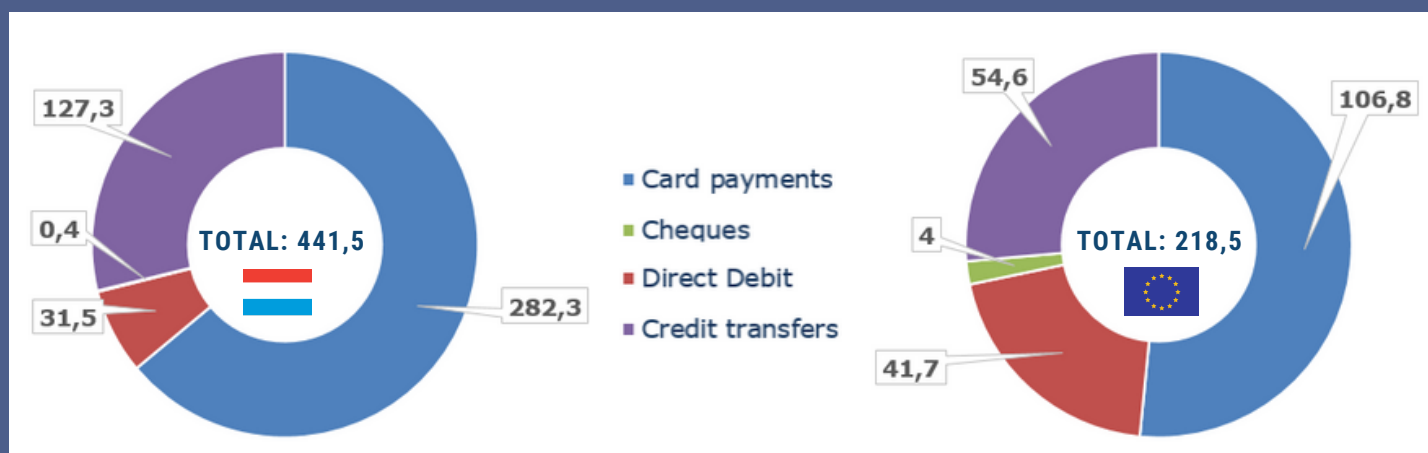 127,3
0,4
31,5
282,3
TOTAL: 441,5
Card payments
Cheques
Direct Debit
Credit transfers
54,6
106,8
4
41,7
TOTAL: 218,5